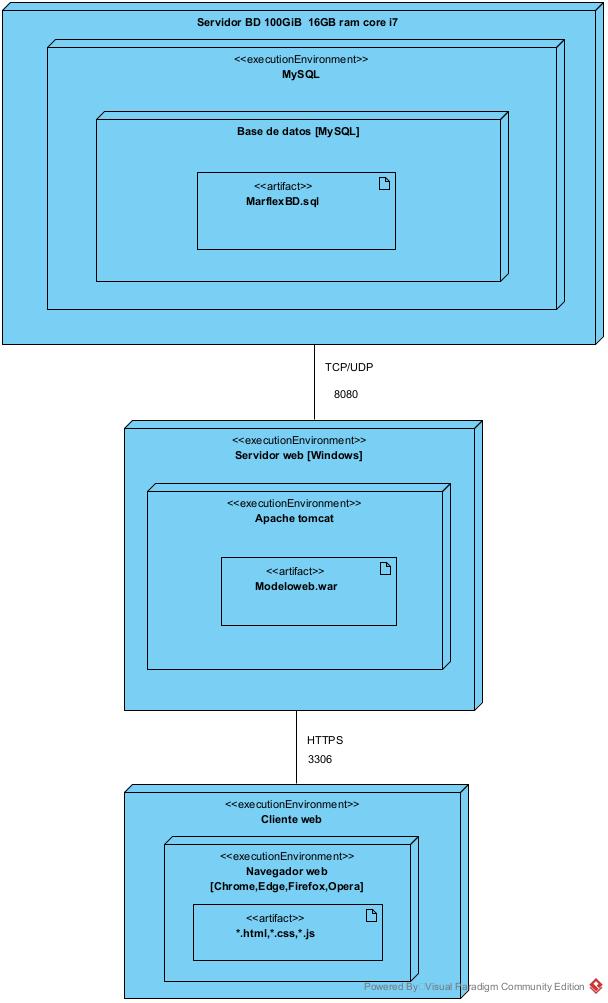 Servidor BD 100GiB  16GB ram core i7
<<executionEnvironment>>
MySQL
Base de datos [MySQL]
<<artifact>>
MarflexBD.sql
TCP/UDP
8080
<<executionEnvironment>>
Servidor web [Windows]
<<executionEnvironment>>
Apache tomcat
<<artifact>>
Modeloweb.war
HTTPS
3306
<<executionEnvironment>>
Cliente web
<<executionEnvironment>>
Navegador web
[Chrome,Edge,Firefox,Opera]
<<artifact>>
*.html,*.css,*.js
Powered By Visual Paradigm Community Edition